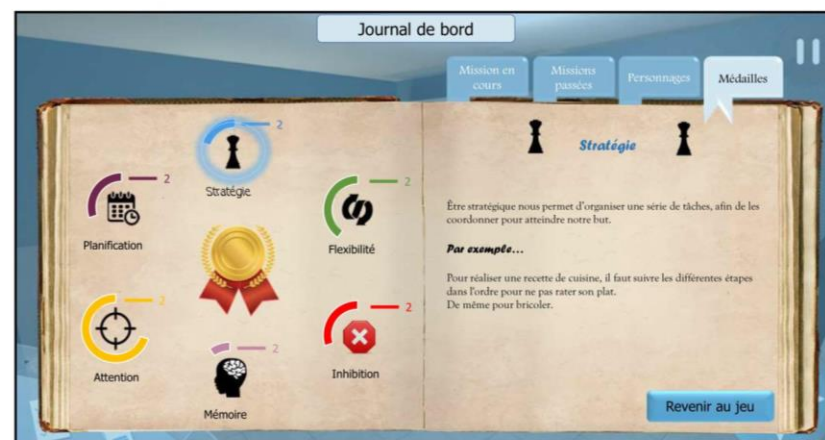 Journal de bord
Mission en
cours
Missions
passées
Personnages
Médailles
2
Stratégie
2
Planification
2
Flexibilité
2
Attention
2
Mémoire
2
Inhibition
Stratégie
Être stratégique nous permet d'organiser une série de tâches, afin de les
coordonner pour atteindre notre but.
Par exemple...
Pour réaliser une recette de cuisine, il faut suivre les différentes étapes
dans l'ordre pour ne pas rater son plat.
De même pour bricoler.
Revenir au jeu